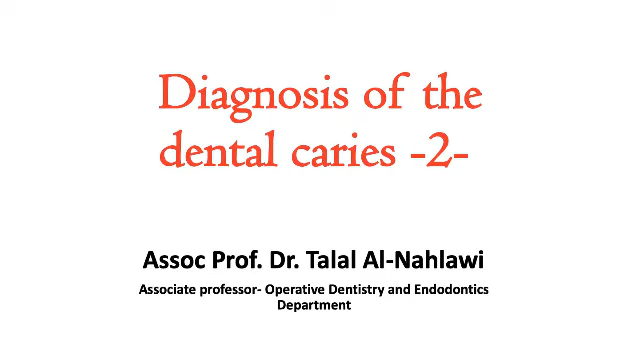 Diagnosis of the
dental caries -2-
Assoc Prof. Dr. Talal Al-Nahlawi
Associate professor- Operative Dentistry and Endodontics
Department